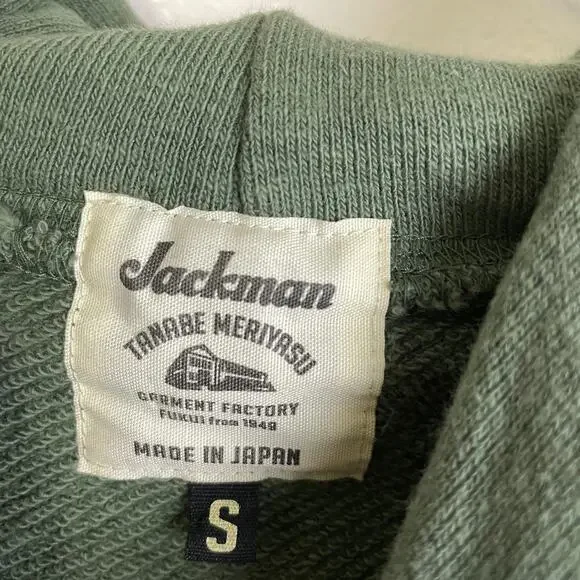 Jackman
TANABE MERIYASU
GARMENT FACTORY
FUKUI from 1949
MADE IN JAPAN
S